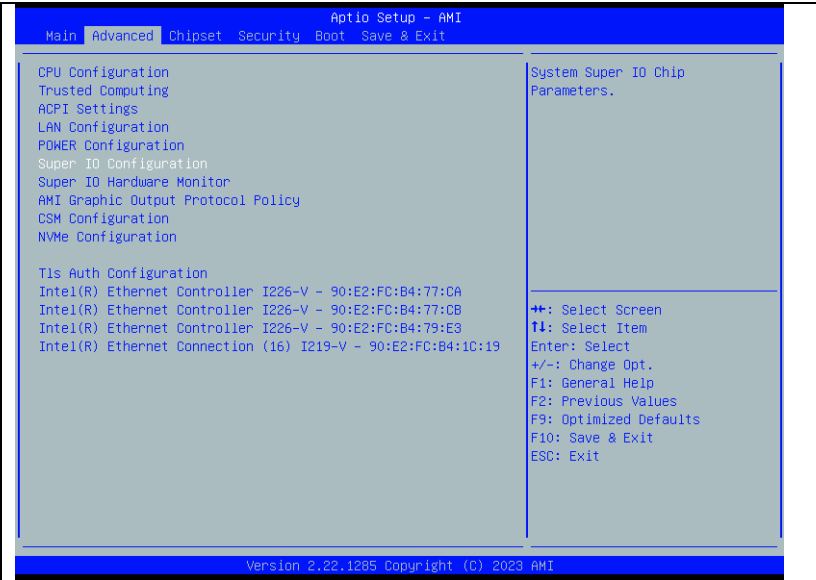 Aptio Setup – AMI
Main Advanced Chipset Security Boot Save & Exit
CPU Configuration
Trusted Computing
ACPI Settings
LAN Configuration
POWER Configuration
Super IO Configuration
Super IO Hardware Monitor
AMI Graphic Output Protocol Policy
CSM Configuration
NVMe Configuration
Tls Auth Configuration
Intel(R) Ethernet Controller I226-V – 90:E2:FC:B4:77:CA
Intel(R) Ethernet Controller I226-V – 90:E2:FC:B4:77:CB
Intel(R) Ethernet Controller I226-V – 90:E2:FC:B4:79:E3
Intel(R) Ethernet Connection (16) I219-V – 90:E2:FC:B4:1C:19
System Super IO Chip
Parameters.
→←: Select Screen
↑↓: Select Item
Enter: Select
+/-: Change Opt.
F1: General Help
F2: Previous Values
F9: Optimized Defaults
F10: Save & Exit
ESC: Exit
Version 2.22.1285 Copyright (C) 2023 AMI